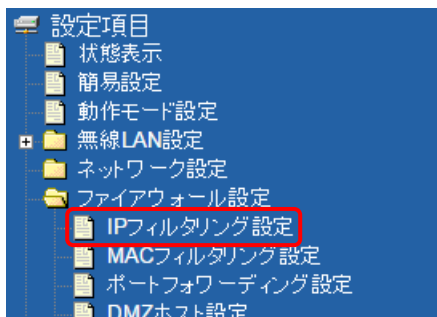 設定項目
状態表示
簡易設定
動作モード設定
無線LAN設定
ネットワーク設定
ファイアウォール設定
IPフィルタリング設定
MACフィルタリング設定
ポートフォワーディング設定
DMZホスト設定